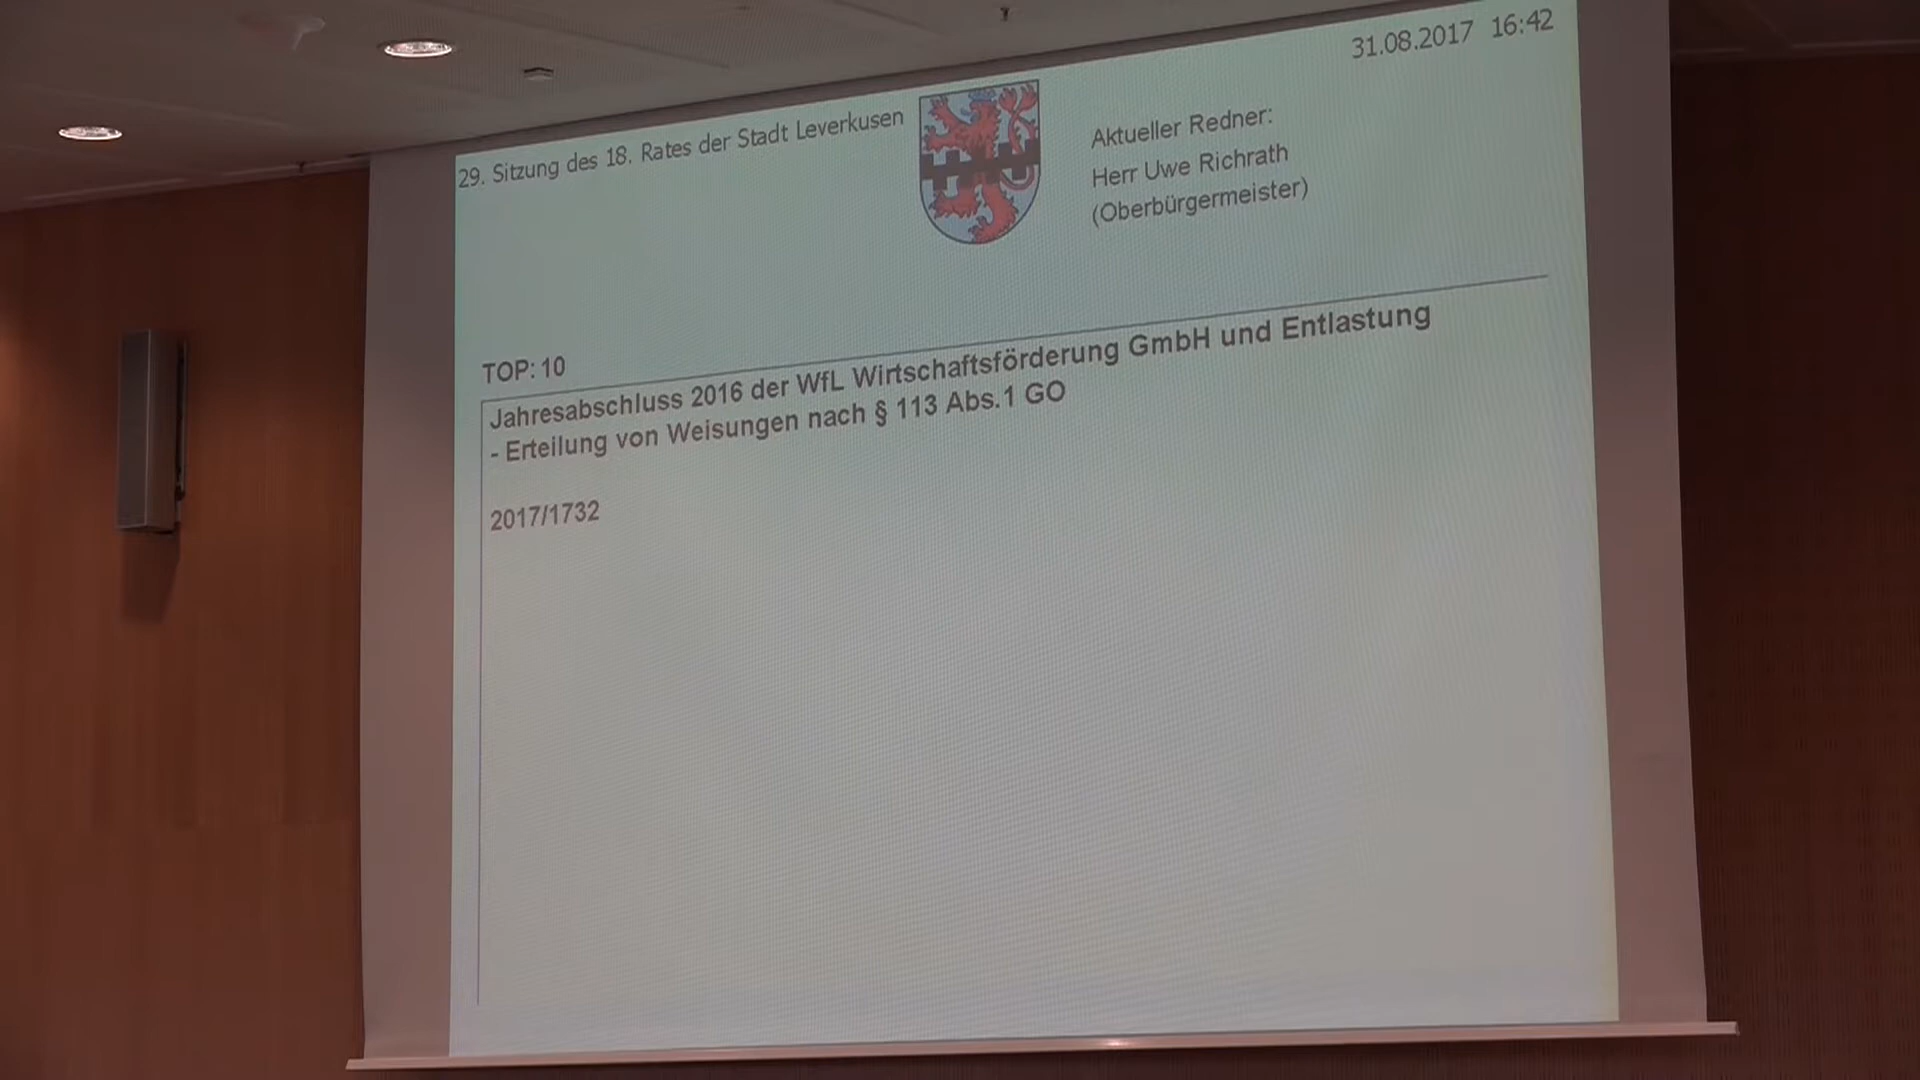 31.08.2017 16:42
29. Sitzung des 18. Rates der Stadt Leverkusen
Aktueller Redner:
Herr Uwe Richrath
(Oberbürgermeister)
TOP: 10
Jahresabschluss 2016 der WfL Wirtschaftsförderung GmbH und Entlastung
- Erteilung von Weisungen nach § 113 Abs.1 GO
2017/1732